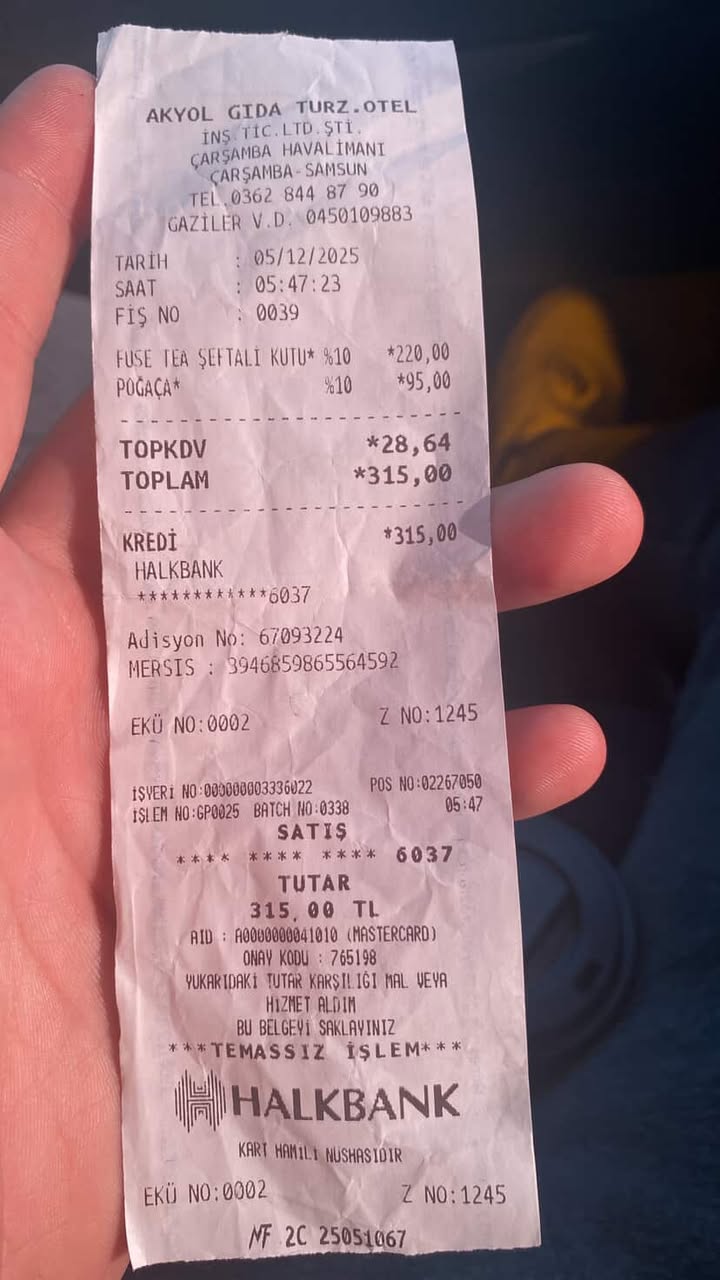 AKYOL GIDA TURZ.OTEL
İNŞ.TİC.LTD.ŞTİ.
ÇARŞAMBA HAVALİMANI
ÇARŞAMBA-SAMSUN
TEL.0362 844 87 90
GAZİLER V.D. 0450109883
TARİH : 05/12/2025
SAAT : 05:47:23
FİŞ NO : 0039
FUSE TEA ŞEFTALİ KUTU* %10 *220,00
POĞAÇA* %10 *95,00
TOPKDV *28,64
TOPLAM *315,00
KREDİ *315,00
HALKBANK
************6037
Adisyon No: 67093224
MERSIS : 3946859865564592
EKÜ NO:0002 Z NO:1245
İŞYERİ NO:000000003336022 POS NO:02267050
İŞLEM NO:GP0025 BATCH NO:0338 05:47
SATIŞ
**** **** **** 6037
TUTAR
315,00 TL
AID : A0000000041010 (MASTERCARD)
ONAY KODU : 765198
YUKARIDAKİ TUTAR KARŞILIĞI MAL VEYA
HİZMET ALDIM
BU BELGEYİ SAKLAYINIZ
***TEMASSIZ İŞLEM***
HALKBANK
KART HAMİLİ NÜSHASIDIR
EKÜ NO:0002 Z NO:1245
MF 2C 25051067